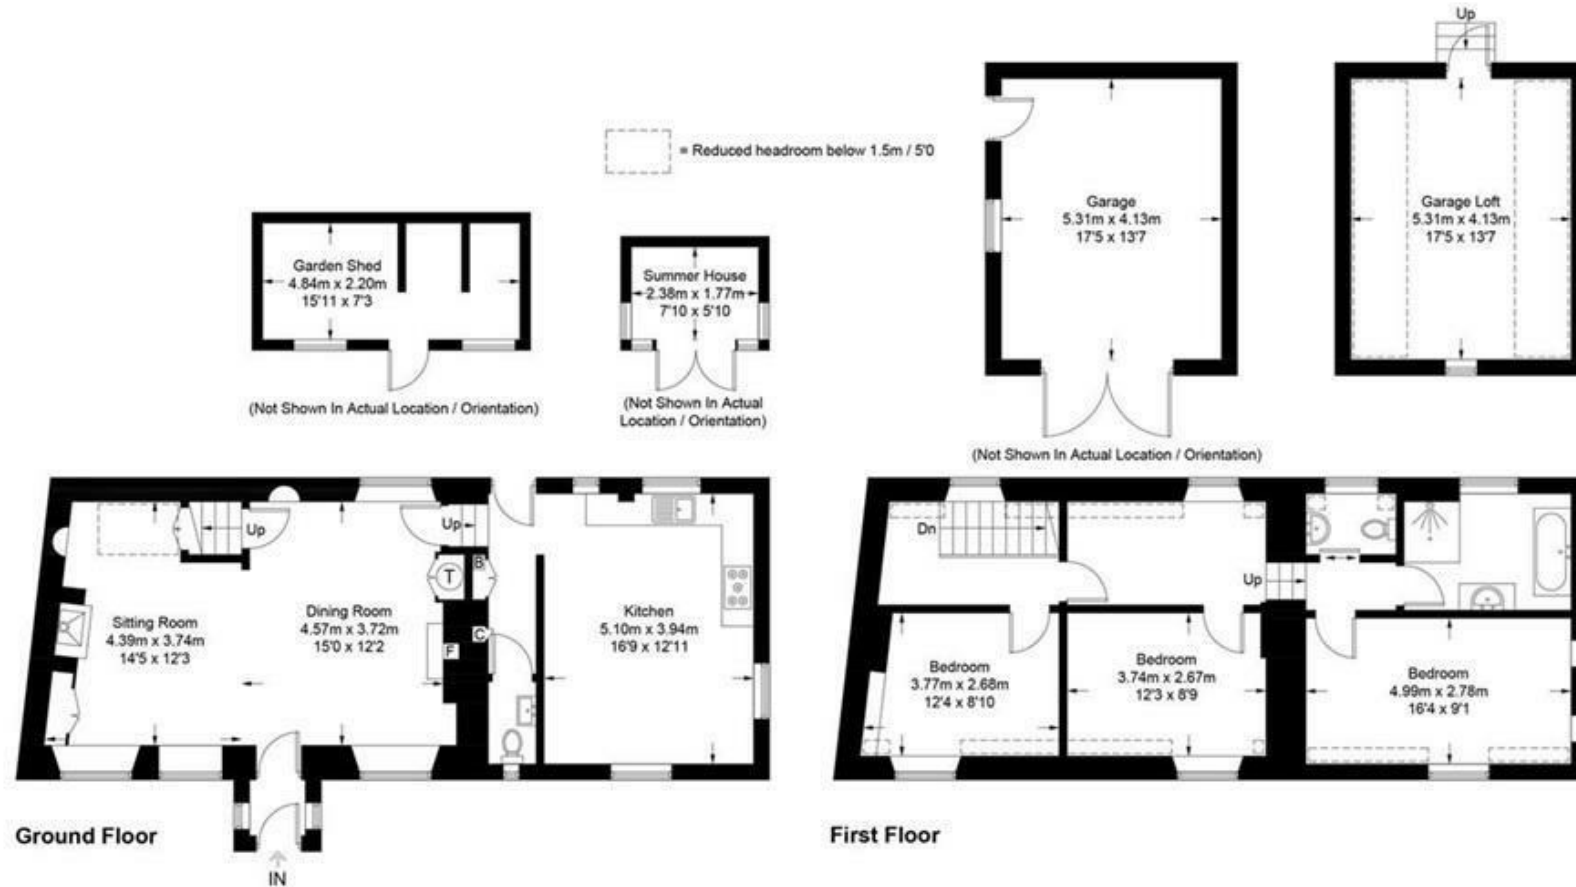 Up
= Reduced headroom below 1.5m / 5'0
Garden Shed
4.84m x 2.20m
15'11 x 7'3
(Not Shown In Actual Location / Orientation)
Summer House
2.38m x 1.77m
7'10 x 5'10
(Not Shown In Actual
Location / Orientation)
Garage
5.31m x 4.13m
17'5 x 13'7
Garage Loft
5.31m x 4.13m
17'5 x 13'7
(Not Shown In Actual Location / Orientation)
Up
Up
T
B
C
F
Sitting Room
4.39m x 3.74m
14'5 x 12'3
Dining Room
4.57m x 3.72m
15'0 x 12'2
Kitchen
5.10m x 3.94m
16'9 x 12'11
IN
Ground Floor
Dn
Up
Bedroom
3.77m x 2.68m
12'4 x 8'10
Bedroom
3.74m x 2.67m
12'3 x 8'9
Bedroom
4.99m x 2.78m
16'4 x 9'1
First Floor